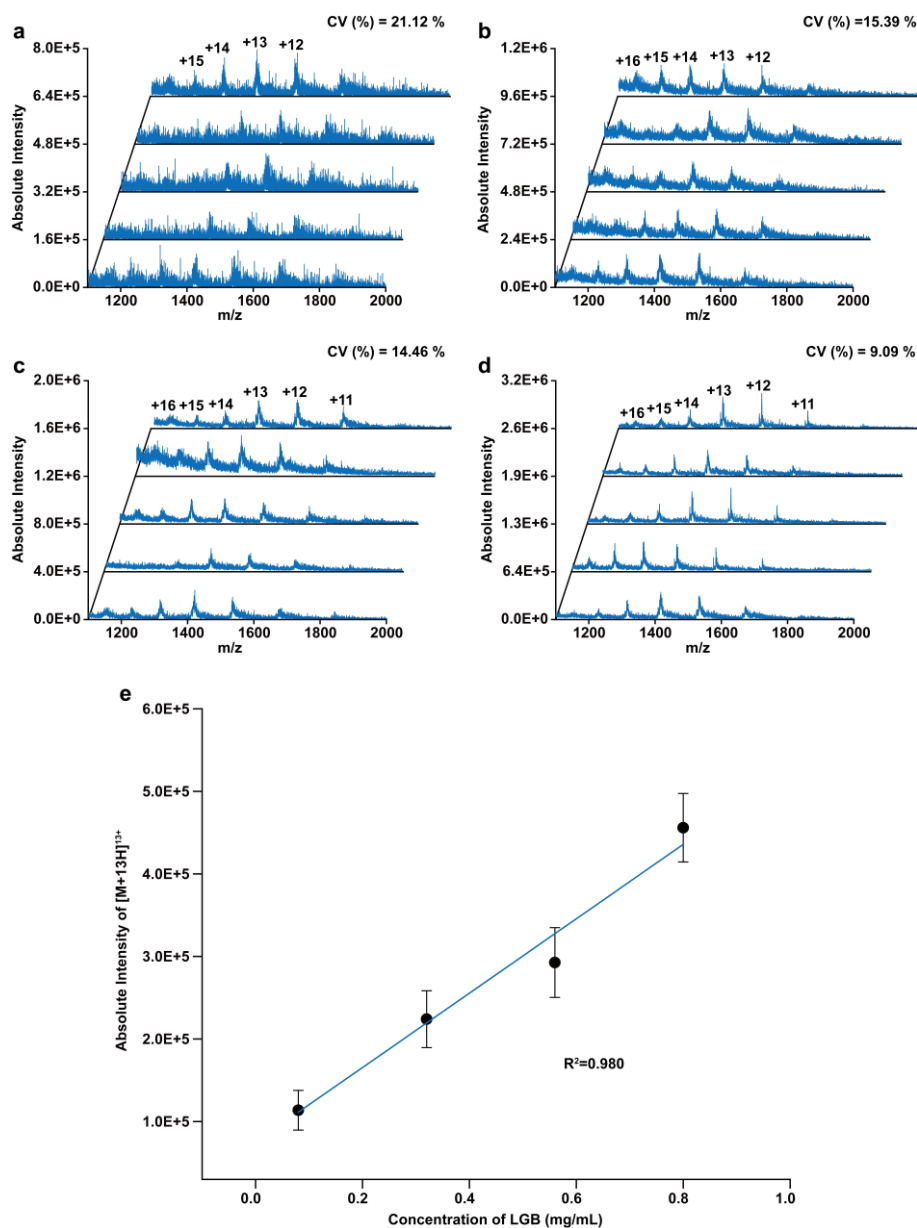 a
CV (%) = 21.12 %
8.0E+5
6.4E+5
4.8E+5
3.2E+5
1.6E+5
0.0E+0
Absolute Intensity
+15
+14
+13
+12
1200
1400
1600
1800
2000
m/z
b
CV (%) =15.39 %
1.2E+6
9.6E+5
7.2E+5
4.8E+5
2.4E+5
0.0E+0
Absolute Intensity
+16
+15
+14
+13
+12
1200
1400
1600
1800
2000
m/z
c
CV (%) = 14.46 %
2.0E+6
1.6E+6
1.2E+6
8.0E+5
4.0E+5
0.0E+0
Absolute Intensity
+16
+15
+14
+13
+12
+11
1200
1400
1600
1800
2000
m/z
d
CV (%) = 9.09 %
3.2E+6
2.6E+6
1.9E+6
1.3E+6
6.4E+5
0.0E+0
Absolute Intensity
+16
+15
+14
+13
+12
+11
1200
1400
1600
1800
2000
m/z
e
6.0E+5
5.0E+5
4.0E+5
3.0E+5
2.0E+5
1.0E+5
Absolute Intensity of [M+13H]¹³⁺
R²=0.980
0.0
0.2
0.4
0.6
0.8
1.0
Concentration of LGB (mg/mL)